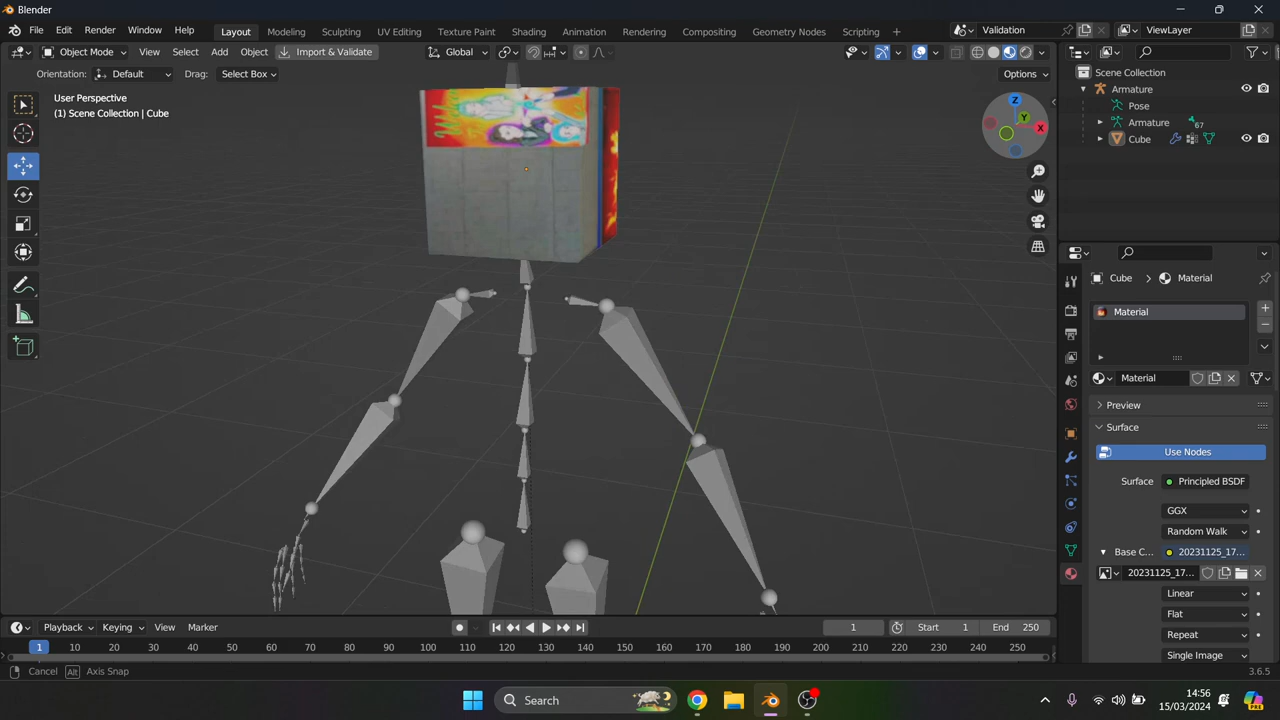 Blender
File Edit Render Window Help Layout Modeling Sculpting UV Editing Texture Paint Shading Animation Rendering Compositing Geometry Nodes Scripting + Validation ViewLayer
Object Mode View Select Add Object Import & Validate Global
Orientation: Default Drag: Select Box Options
User Perspective
(1) Scene Collection | Cube
Z
Y
X
Scene Collection
Armature
Pose
Armature 67
Cube
Cube > Material
Material
Material
Preview
Surface
Use Nodes
Surface Principled BSDF
GGX
Random Walk
Base C... 20231125_17...
20231125_17...
Linear
Flat
Repeat
Single Image
Playback Keying View Marker 1 Start 1 End 250
1 10 20 30 40 50 60 70 80 90 100 110 120 130 140 150 160 170 180 190 200 210 220 230 240 250
Cancel Alt Axis Snap 3.6.5
Search 14:56
15/03/2024
PRE